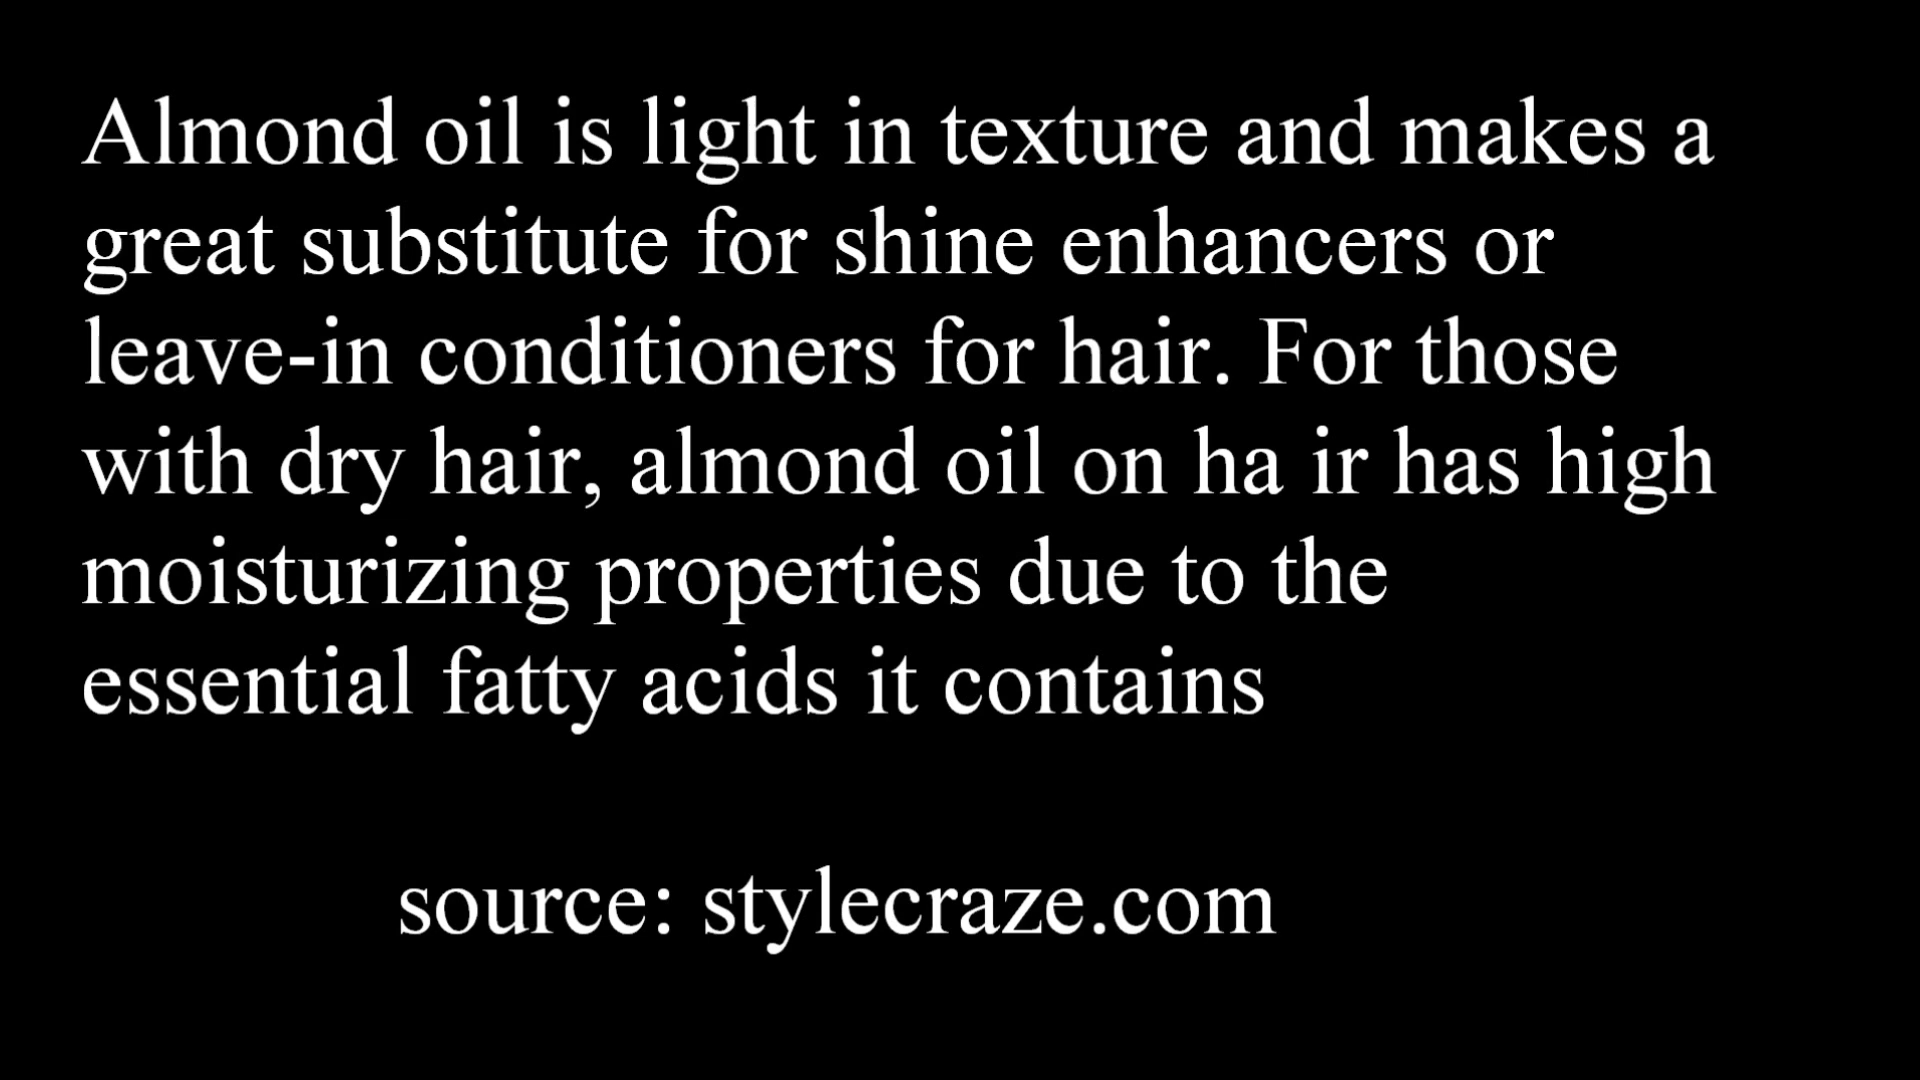 Almond oil is light in texture and makes a
great substitute for shine enhancers or
leave-in conditioners for hair. For those
with dry hair, almond oil on ha ir has high
moisturizing properties due to the
essential fatty acids it contains
source: stylecraze.com